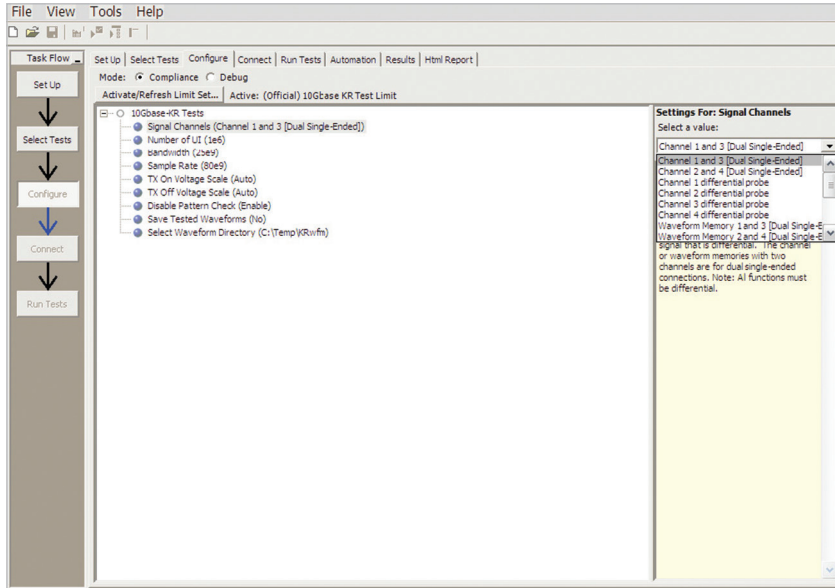 File View Tools Help
Task Flow
Set Up
Select Tests
Configure
Connect
Run Tests
Set Up Select Tests Configure Connect Run Tests Automation Results Html Report
Mode: Compliance Debug
Activate/Refresh Limit Set... Active: (Official) 10Gbase KR Test Limit
10Gbase-KR Tests
Signal Channels (Channel 1 and 3 [Dual Single-Ended])
Number of UI (1e6)
Bandwidth (25e9)
Sample Rate (80e9)
TX On Voltage Scale (Auto)
TX Off Voltage Scale (Auto)
Disable Pattern Check (Enable)
Save Tested Waveforms (No)
Select Waveform Directory (C:\Temp\KRwfm)
Settings For: Signal Channels
Select a value:
Channel 1 and 3 [Dual Single-Ended]
Channel 1 and 3 [Dual Single-Ended]
Channel 2 and 4 [Dual Single-Ended]
Channel 1 differential probe
Channel 2 differential probe
Channel 3 differential probe
Channel 4 differential probe
Waveform Memory 1 and 3 [Dual Single-E
Waveform Memory 2 and 4 [Dual Single-E
signal that is differential. The channel
or waveform memories with two
channels are for dual single-ended
connections. Note: Al functions must
be differential.